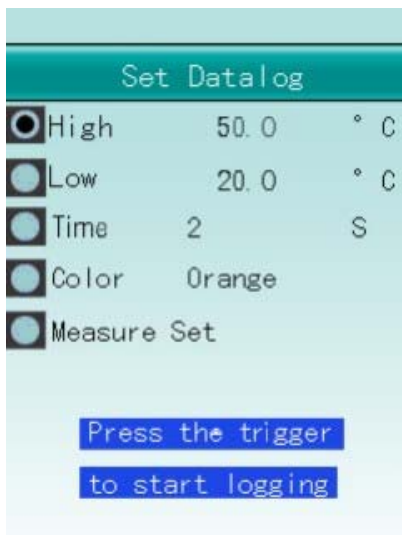 Set Datalog
High 50.0 ° C
Low 20.0 ° C
Time 2 S
Color Orange
Measure Set
Press the trigger
to start logging